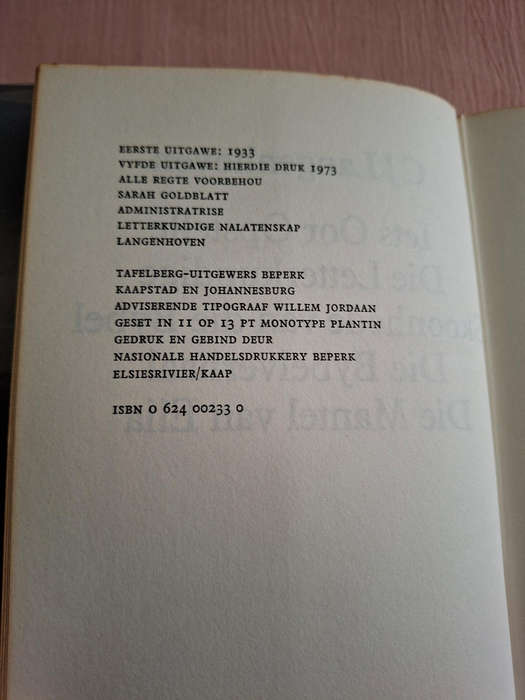 EERSTE UITGAWE: 1933
VYFDE UITGAWE: HIERDIE DRUK 1973
ALLE REGTE VOORBEHOU
SARAH GOLDBLATT
ADMINISTRATRISE
LETTERKUNDIGE NALATENSKAP
LANGENHOVEN
TAFELBERG-UITGEWERS BEPERK
KAAPSTAD EN JOHANNESBURG
ADVISERENDE TIPOGRAAF WILLEM JORDAAN
GESET IN 11 OP 13 PT MONOTYPE PLANTIN
GEDRUK EN GEBIND DEUR
NASIONALE HANDELSDRUKKERY BEPERK
ELSIESRIVIER/KAAP
ISBN 0 624 00233 0